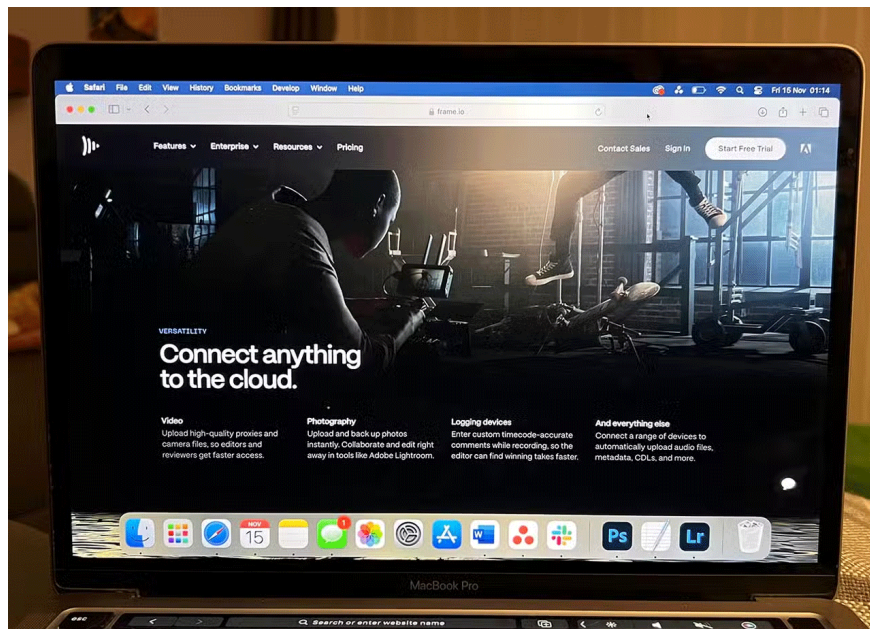 Safari File Edit View History Bookmarks Develop Window Help Fri 15 Nov 01:14
frame.io
Features Enterprise Resources Pricing Contact Sales Sign In Start Free Trial
VERSATILITY
Connect anything
to the cloud.
Video
Upload high-quality proxies and
camera files, so editors and
reviewers get faster access.
Photography
Upload and back up photos
instantly. Collaborate and edit right
away in tools like Adobe Lightroom.
Logging devices
Enter custom timecode-accurate
comments while recording, so the
editor can find winning takes faster.
And everything else
Connect a range of devices to
automatically upload audio files,
metadata, CDLs, and more.
NOV
15
1
W
Ps
Lr
MacBook Pro
esc
Search or enter website name